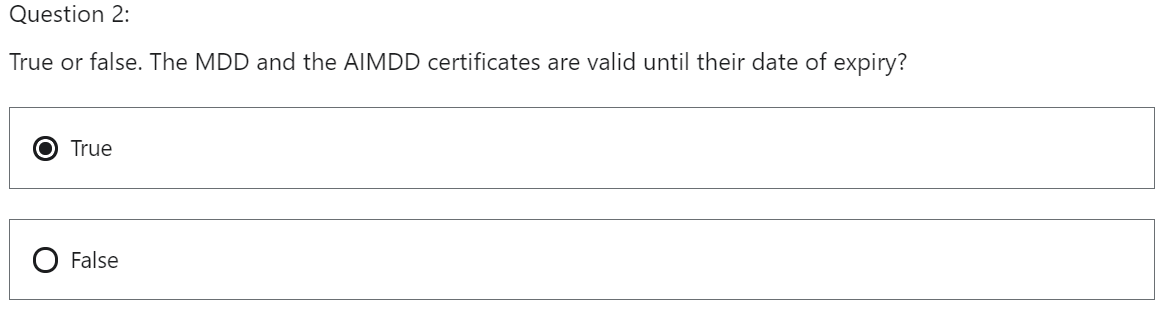 Question 2:
True or false. The MDD and the AIMDD certificates are valid until their date of expiry?
True
False